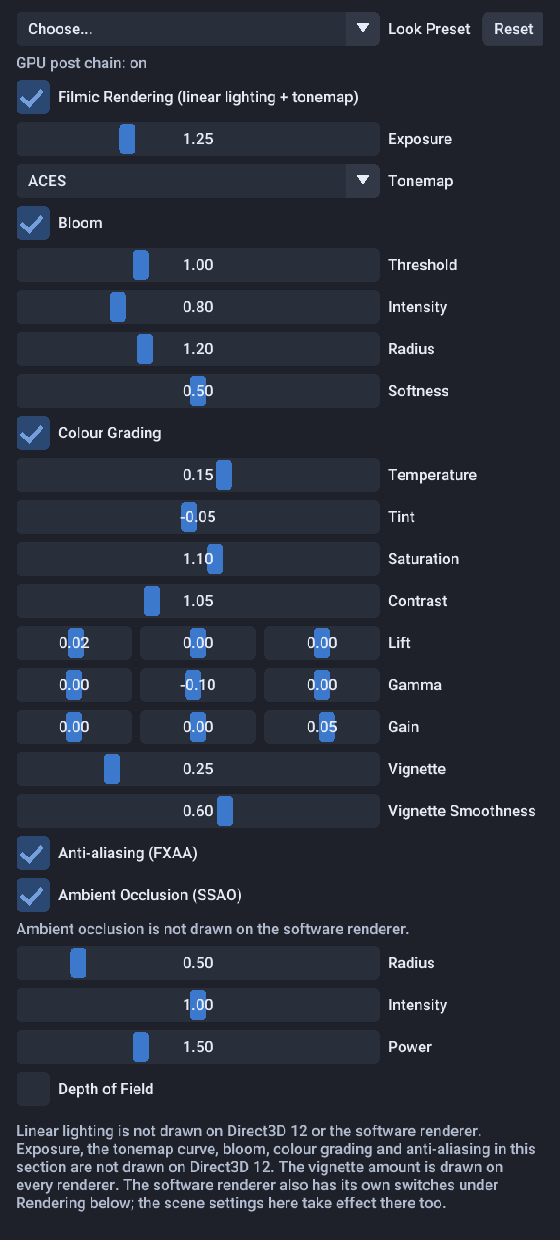 Choose... Look Preset Reset
GPU post chain: on
Filmic Rendering (linear lighting + tonemap)
1.25 Exposure
ACES Tonemap
Bloom
1.00 Threshold
0.80 Intensity
1.20 Radius
0.50 Softness
Colour Grading
0.15 Temperature
-0.05 Tint
1.10 Saturation
1.05 Contrast
0.02 0.00 0.00 Lift
0.00 -0.10 0.00 Gamma
0.00 0.00 0.05 Gain
0.25 Vignette
0.60 Vignette Smoothness
Anti-aliasing (FXAA)
Ambient Occlusion (SSAO)
Ambient occlusion is not drawn on the software renderer.
0.50 Radius
1.00 Intensity
1.50 Power
Depth of Field
Linear lighting is not drawn on Direct3D 12 or the software renderer.
Exposure, the tonemap curve, bloom, colour grading and anti-aliasing in this
section are not drawn on Direct3D 12. The vignette amount is drawn on
every renderer. The software renderer also has its own switches under
Rendering below; the scene settings here take effect there too.